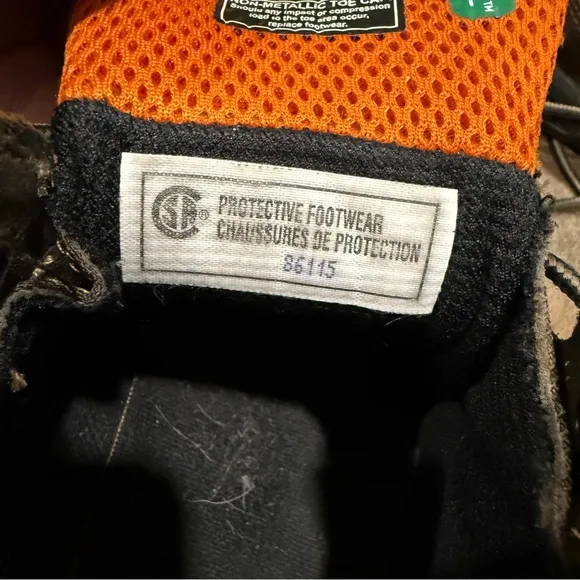 NON-METALLIC TOE CAP
Should any impact or compression
load to the toe area occur,
replace footwear.
TM
CSA ® PROTECTIVE FOOTWEAR
CHAUSSURES DE PROTECTION
86115